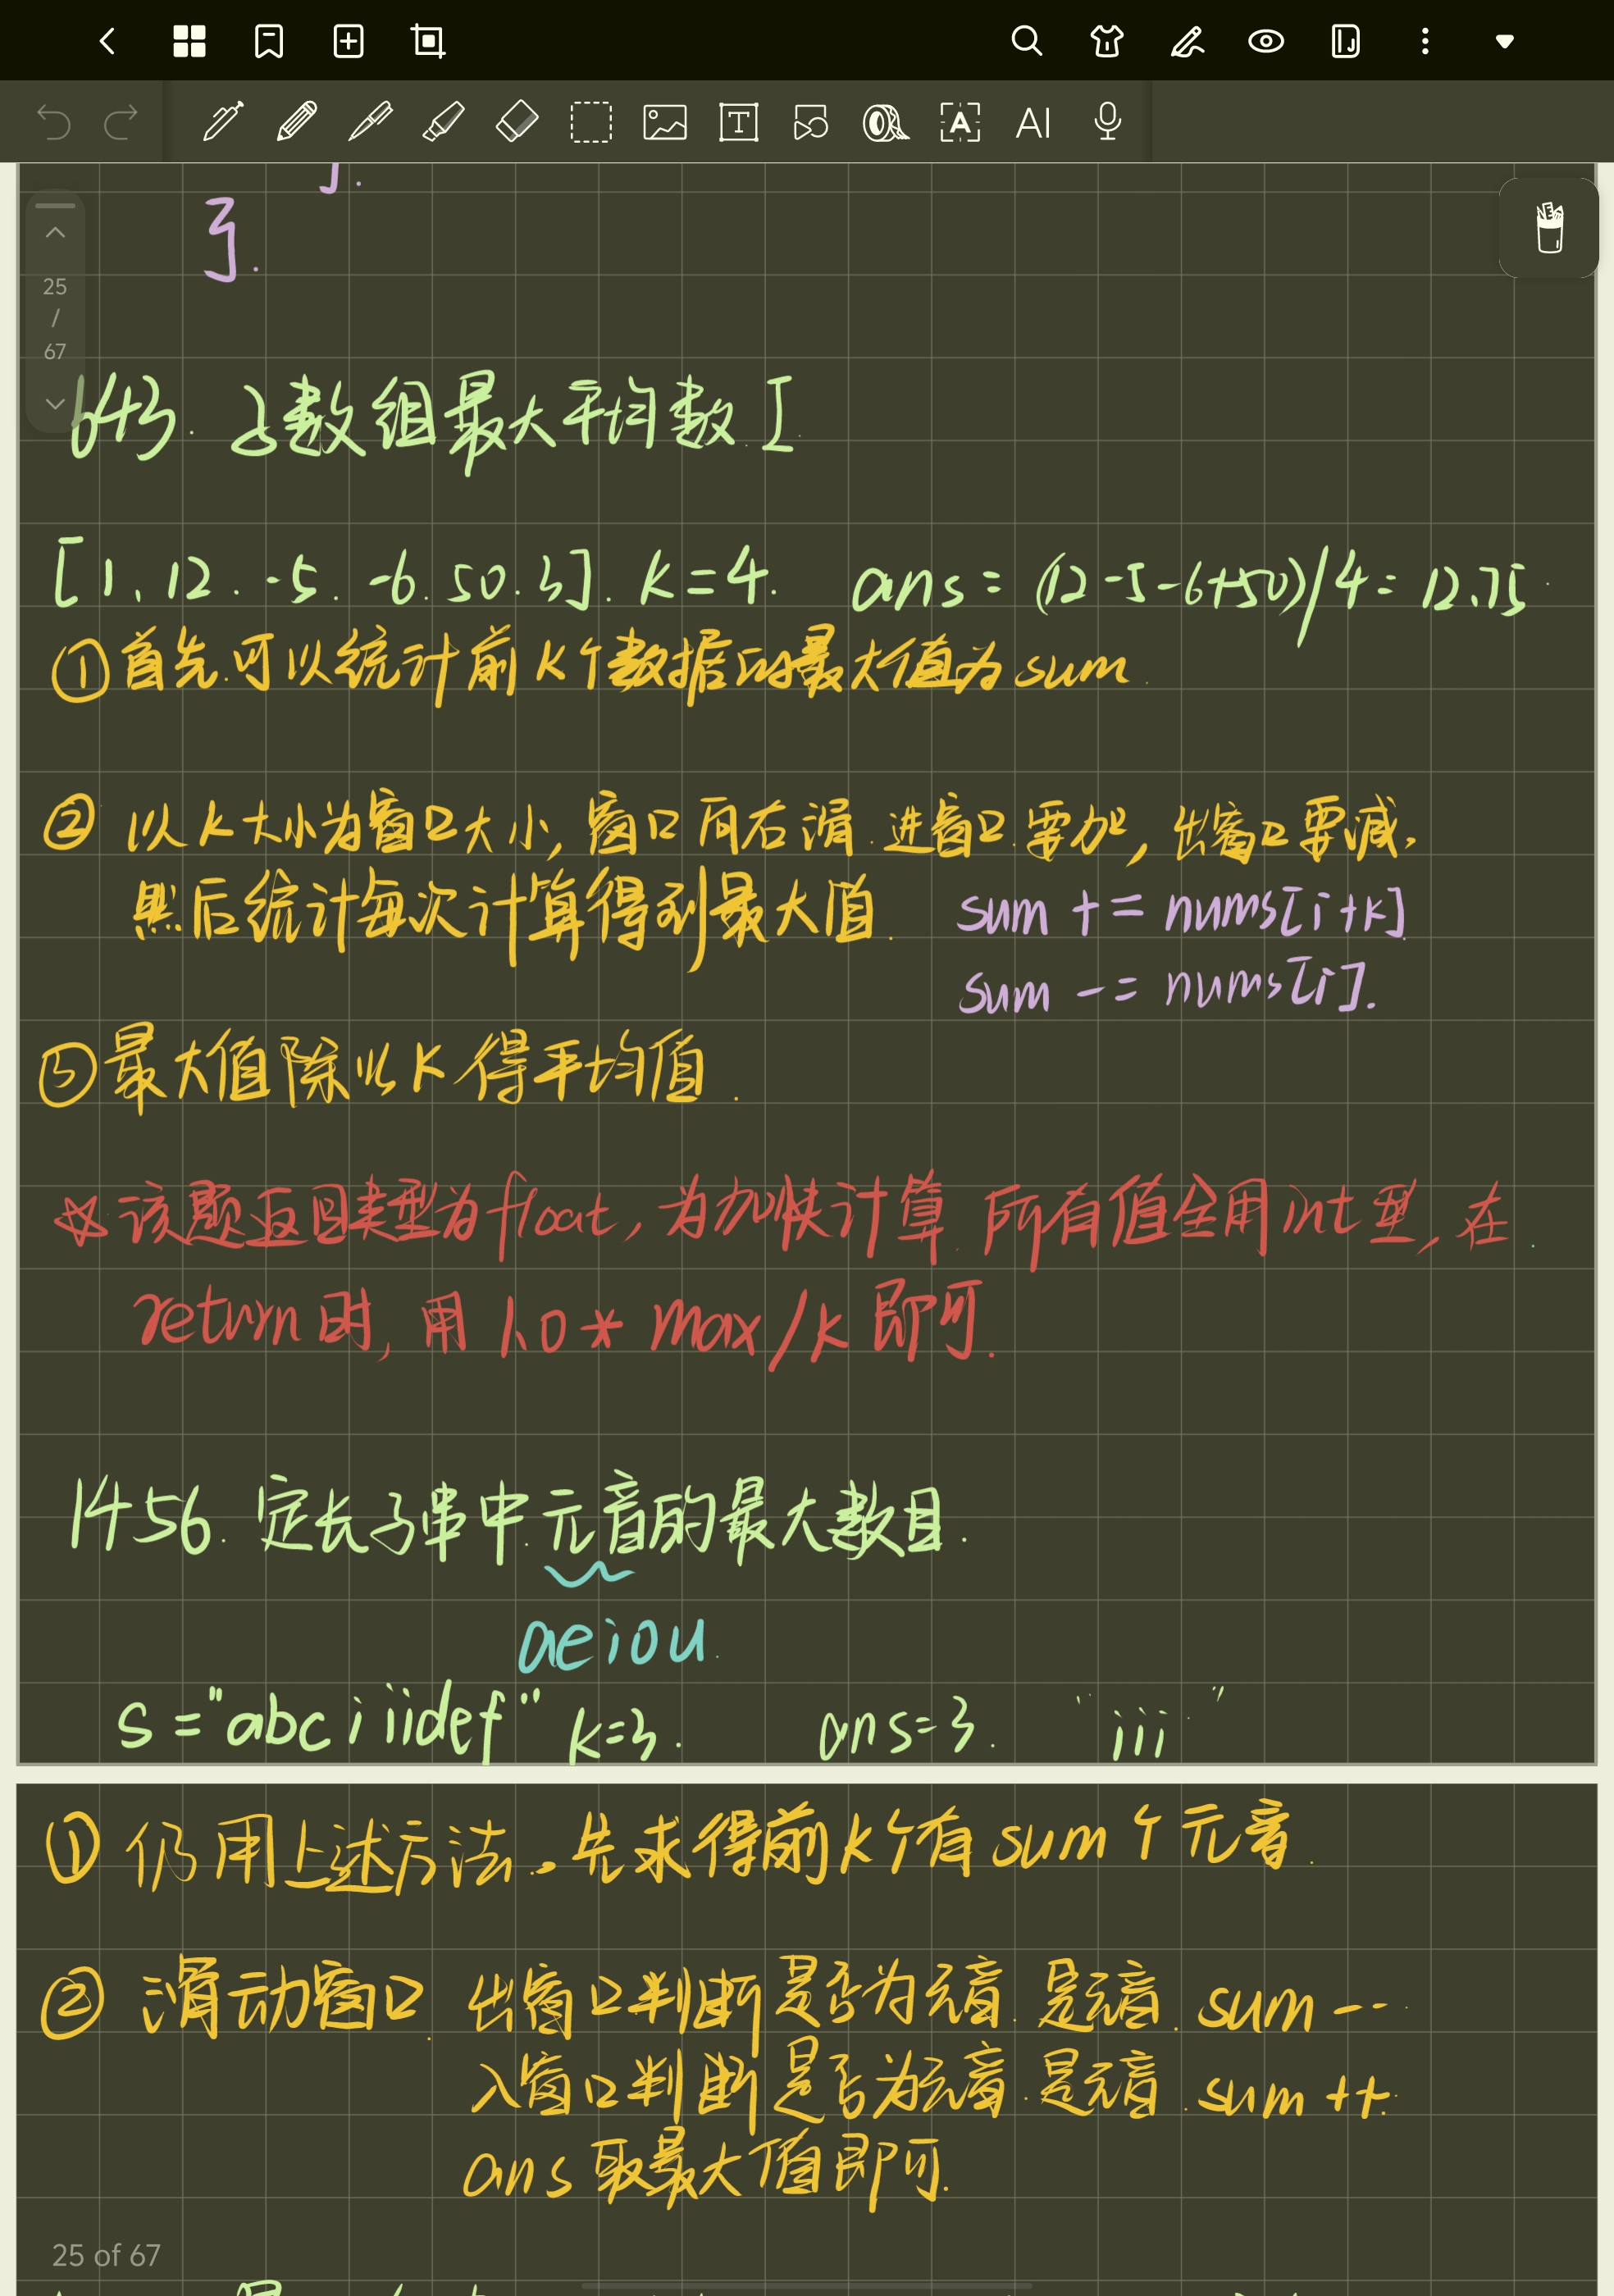 AI
}.
25
/
67
643. 子数组最大平均数 I
[1, 12. -5. -6. 50. 3]. k=4. ans = (12-5-6+50)/4 = 12.75
①首先可以统计前K个数据的最大值为sum
② 以K大小为窗口大小, 窗口向右滑. 进窗口要加, 出窗口要减,
然后统计每次计算得到最大值.
sum += nums[i+k]
sum -= nums[i].
③最大值除以K得平均值.
☆该题返回类型为float, 为加快计算. 所有值全用int型, 在
return时, 用 1.0 * max/k 即可.
1456. 定长子串中元音的最大数目.
aeiou.
s="abciiidef" k=3. ans=3. "iii"
① 仍用上述方法. 先求得前k个有sum个元音.
② 滑动窗口. 出窗口判断是否为元音. 是元音. sum--.
入窗口判断是否为元音. 是元音. sum++.
ans取最大值即可.
25 of 67